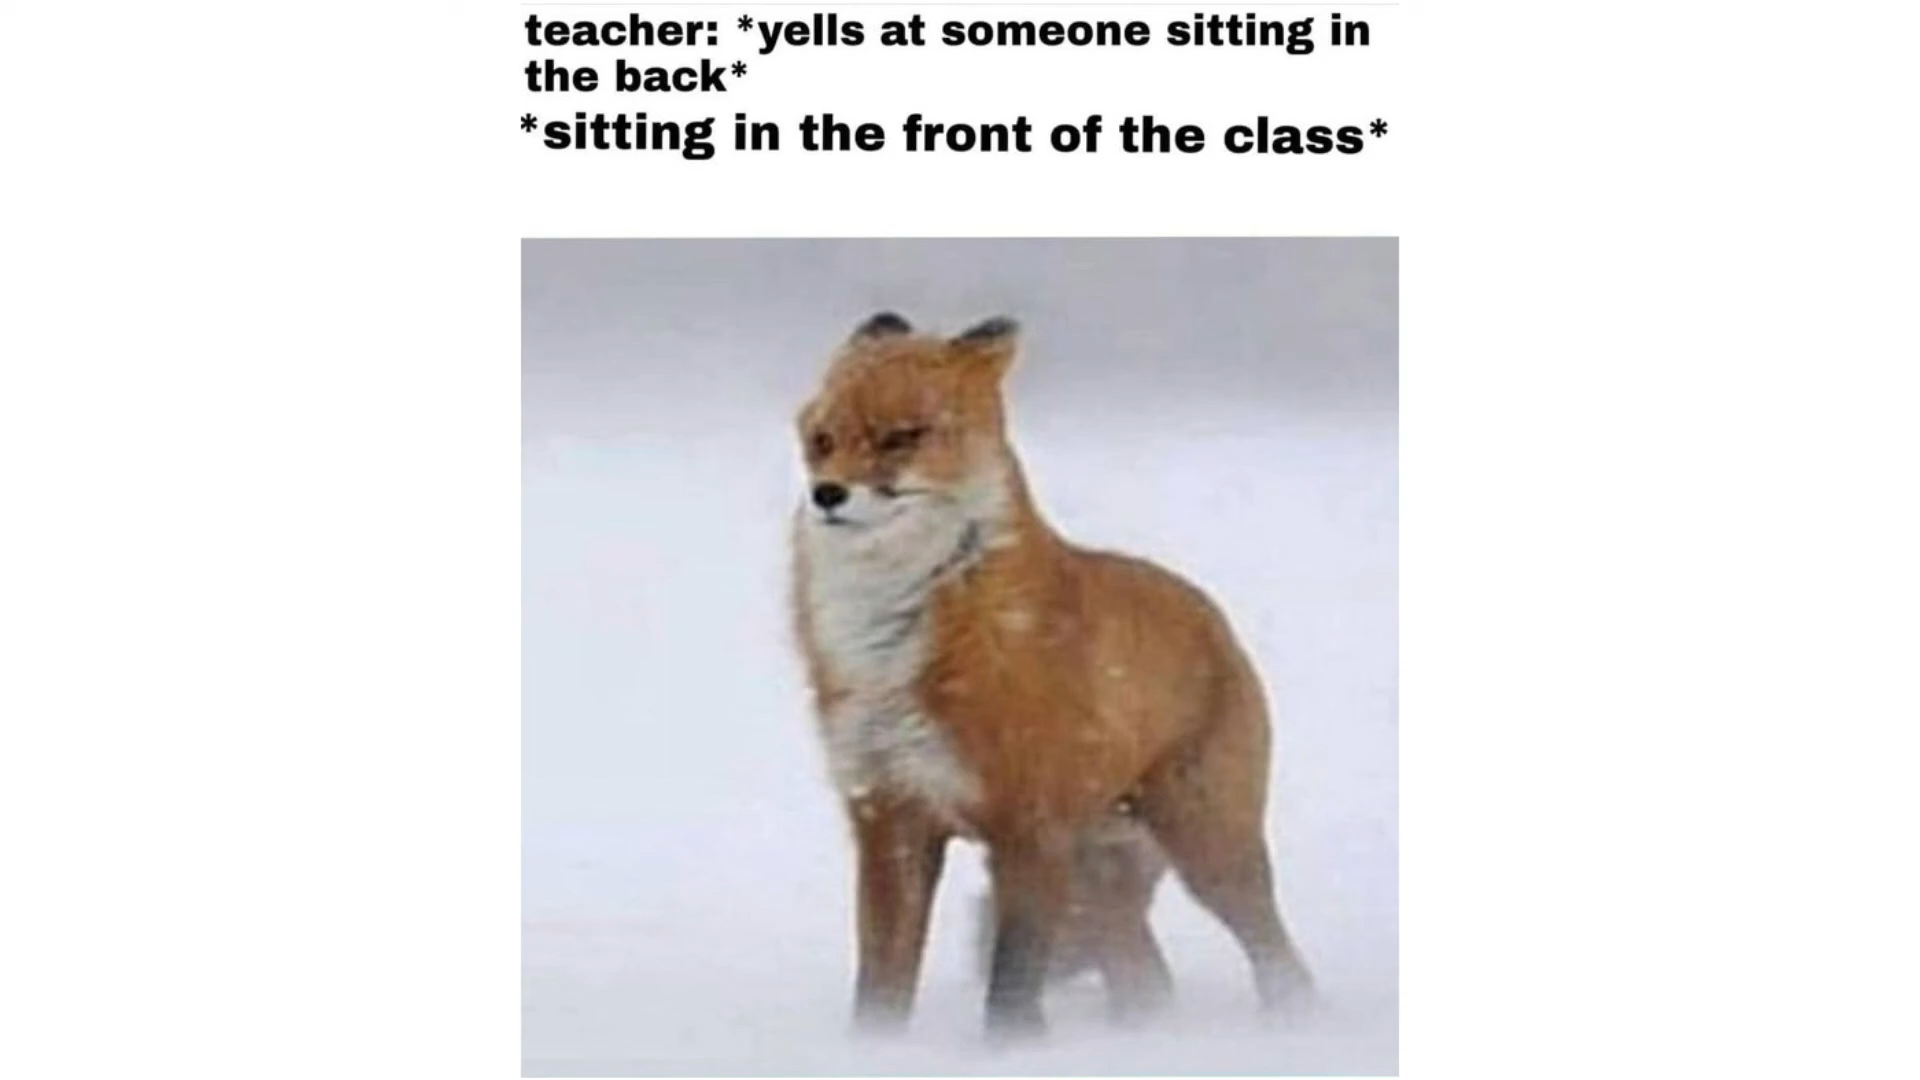 teacher: *yells at someone sitting in
the back*
*sitting in the front of the class*